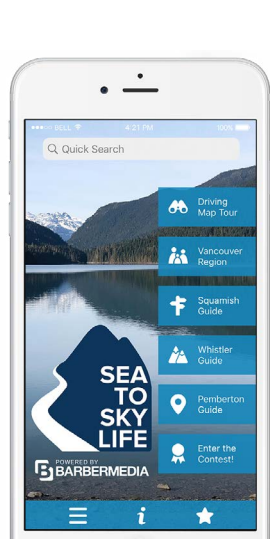 BELL 4:21 PM 100%
Quick Search
Driving
Map Tour
Vancouver
Region
Squamish
Guide
Whistler
Guide
Pemberton
Guide
Enter the
Contest!
SEA
TO
SKY
LIFE
POWERED BY
BARBERMEDIA
i